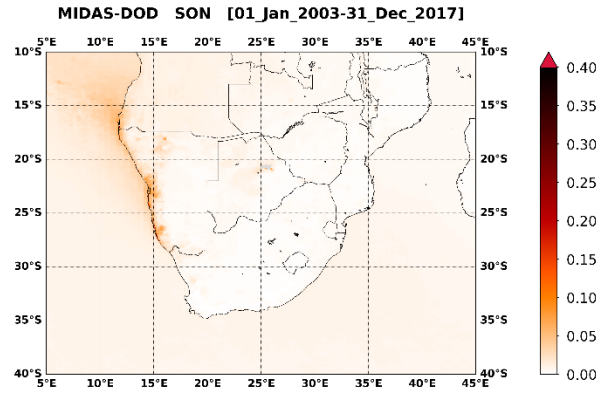 MIDAS-DOD SON [01_Jan_2003-31_Dec_2017]
5°E 10°E 15°E 20°E 25°E 30°E 35°E 40°E 45°E
10°S 10°S
15°S 15°S
20°S 20°S
25°S 25°S
30°S 30°S
35°S 35°S
40°S 40°S
5°E 10°E 15°E 20°E 25°E 30°E 35°E 40°E 45°E
0.40
0.35
0.30
0.25
0.20
0.15
0.10
0.05
0.00